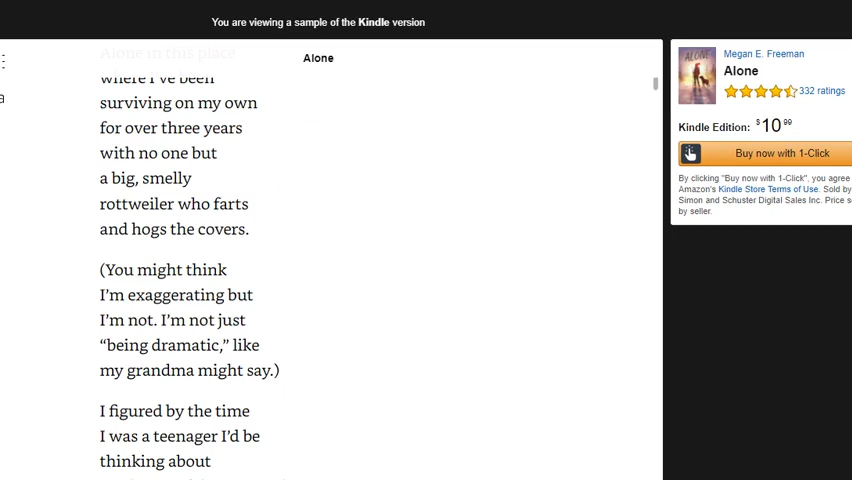 You are viewing a sample of the Kindle version
Alone in this place
Alone
where I've been
surviving on my own
for over three years
with no one but
a big, smelly
rottweiler who farts
and hogs the covers.
(You might think
I'm exaggerating but
I'm not. I'm not just
“being dramatic,” like
my grandma might say.)
I figured by the time
I was a teenager I'd be
thinking about
ALONE
Megan E. Freeman
Alone
332 ratings
Kindle Edition: $10.99
Buy now with 1-Click
By clicking "Buy now with 1-Click", you agree
Amazon's Kindle Store Terms of Use. Sold by
Simon and Schuster Digital Sales Inc. Price s
by seller.